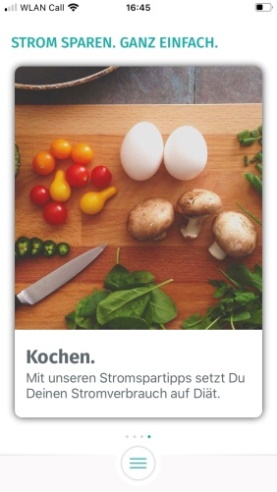 WLAN Call 16:45
STROM SPAREN. GANZ EINFACH.
Kochen.
Mit unseren Stromspartipps setzt Du
Deinen Stromverbrauch auf Diät.